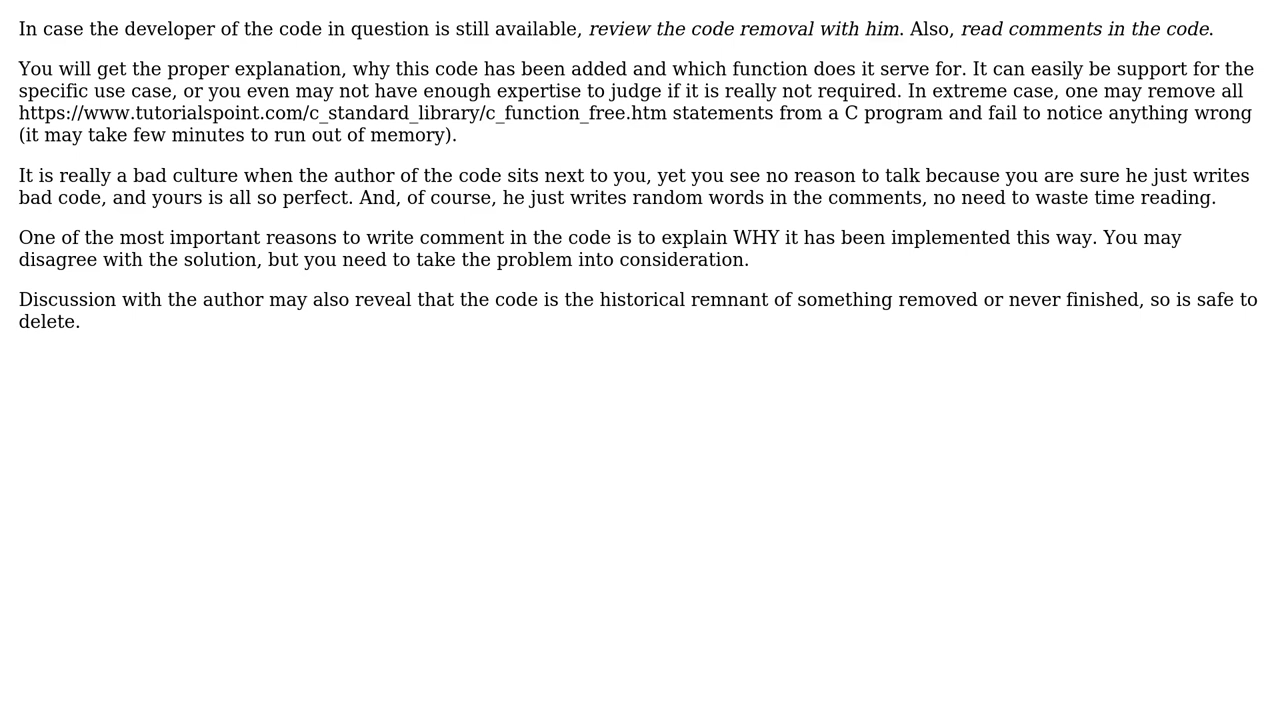 In case the developer of the code in question is still available, review the code removal with him. Also, read comments in the code.
You will get the proper explanation, why this code has been added and which function does it serve for. It can easily be support for the
specific use case, or you even may not have enough expertise to judge if it is really not required. In extreme case, one may remove all
https://www.tutorialspoint.com/c_standard_library/c_function_free.htm statements from a C program and fail to notice anything wrong
(it may take few minutes to run out of memory).
It is really a bad culture when the author of the code sits next to you, yet you see no reason to talk because you are sure he just writes
bad code, and yours is all so perfect. And, of course, he just writes random words in the comments, no need to waste time reading.
One of the most important reasons to write comment in the code is to explain WHY it has been implemented this way. You may
disagree with the solution, but you need to take the problem into consideration.
Discussion with the author may also reveal that the code is the historical remnant of something removed or never finished, so is safe to
delete.